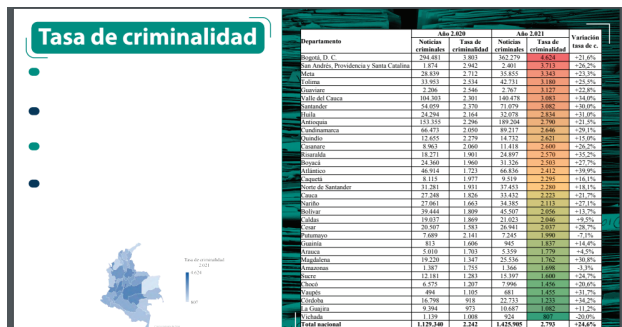 Tasa de criminalidad
Tasa de criminalidad
2.021
4.624
807
Departamento Año 2.020 Año 2.021 Variación tasa de c.
Noticias criminales Tasa de criminalidad Noticias criminales Tasa de criminalidad
Bogotá, D. C. 294.481 3.803 362.279 4.624 +21,6%
San Andrés, Providencia y Santa Catalina 1.874 2.942 2.401 3.713 +26,2%
Meta 28.839 2.712 35.855 3.343 +23,3%
Tolima 33.953 2.534 42.731 3.180 +25,5%
Guaviare 2.206 2.546 2.767 3.127 +22,8%
Valle del Cauca 104.303 2.301 140.478 3.083 +34,0%
Santander 54.059 2.370 71.079 3.082 +30,0%
Huila 24.294 2.164 32.078 2.834 +31,0%
Antioquia 153.355 2.296 189.204 2.790 +21,5%
Cundinamarca 66.473 2.050 89.217 2.646 +29,1%
Quindío 12.655 2.279 14.732 2.621 +15,0%
Casanare 8.963 2.060 11.418 2.600 +26,2%
Risaralda 18.271 1.901 24.897 2.570 +35,2%
Boyacá 24.360 1.960 31.326 2.503 +27,7%
Atlántico 46.914 1.723 66.836 2.412 +39,9%
Caquetá 8.115 1.977 9.519 2.295 +16,1%
Norte de Santander 31.281 1.931 37.453 2.280 +18,1%
Cauca 27.248 1.826 33.432 2.223 +21,7%
Nariño 27.061 1.663 34.385 2.113 +27,1%
Bolívar 39.444 1.809 45.507 2.056 +13,7%
Caldas 19.037 1.869 21.023 2.046 +9,5%
Cesar 20.507 1.583 26.941 2.037 +28,7%
Putumayo 7.689 2.141 7.245 1.990 -7,1%
Guainía 813 1.606 945 1.837 +14,4%
Arauca 5.010 1.703 5.359 1.779 +4,5%
Magdalena 19.220 1.347 25.536 1.762 +30,8%
Amazonas 1.387 1.755 1.366 1.698 -3,3%
Sucre 12.181 1.283 15.397 1.600 +24,7%
Chocó 6.575 1.207 7.996 1.456 +20,6%
Vaupés 494 1.105 681 1.455 +31,7%
Córdoba 16.798 918 22.733 1.233 +34,2%
La Guajira 9.394 973 10.687 1.082 +11,2%
Vichada 1.139 1.008 924 807 -20,0%
Total nacional 1.129.340 2.242 1.425.905 2.793 +24,6%